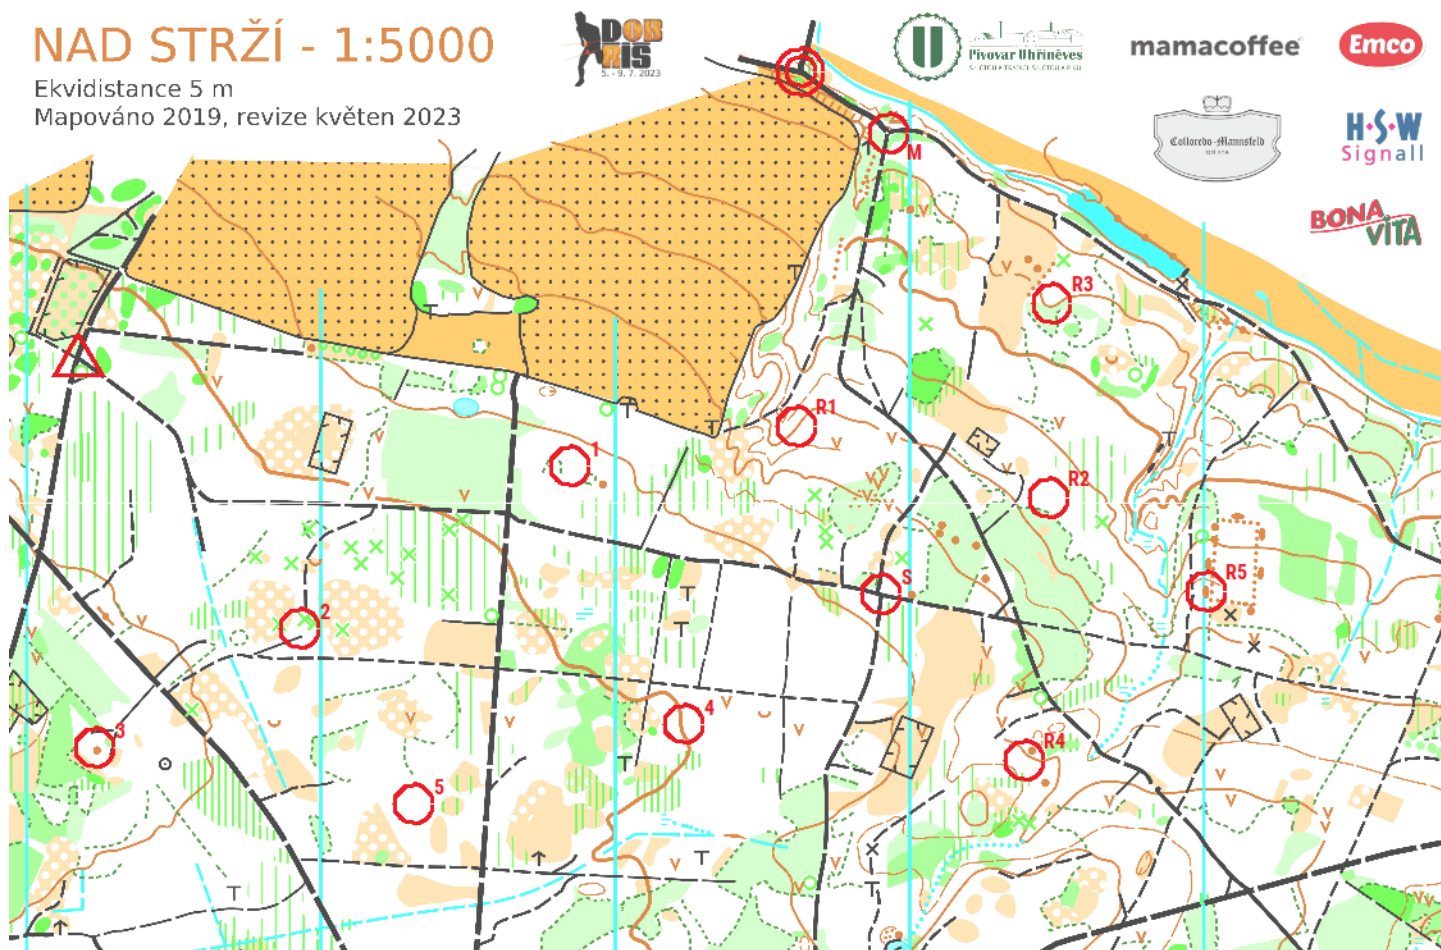 NAD STRŽÍ - 1:5000
Ekvidistance 5 m
Mapováno 2019, revize květen 2023
DOB
RIS
5. - 9. 7. 2023
Pivovar Uhříněves
mamacoffee
Emco
Colloredo-Mannsfeld
H·S·W
Signall
BONA
VITA
M
R3
R1
1
R2
S
R5
2
3
4
R4
5